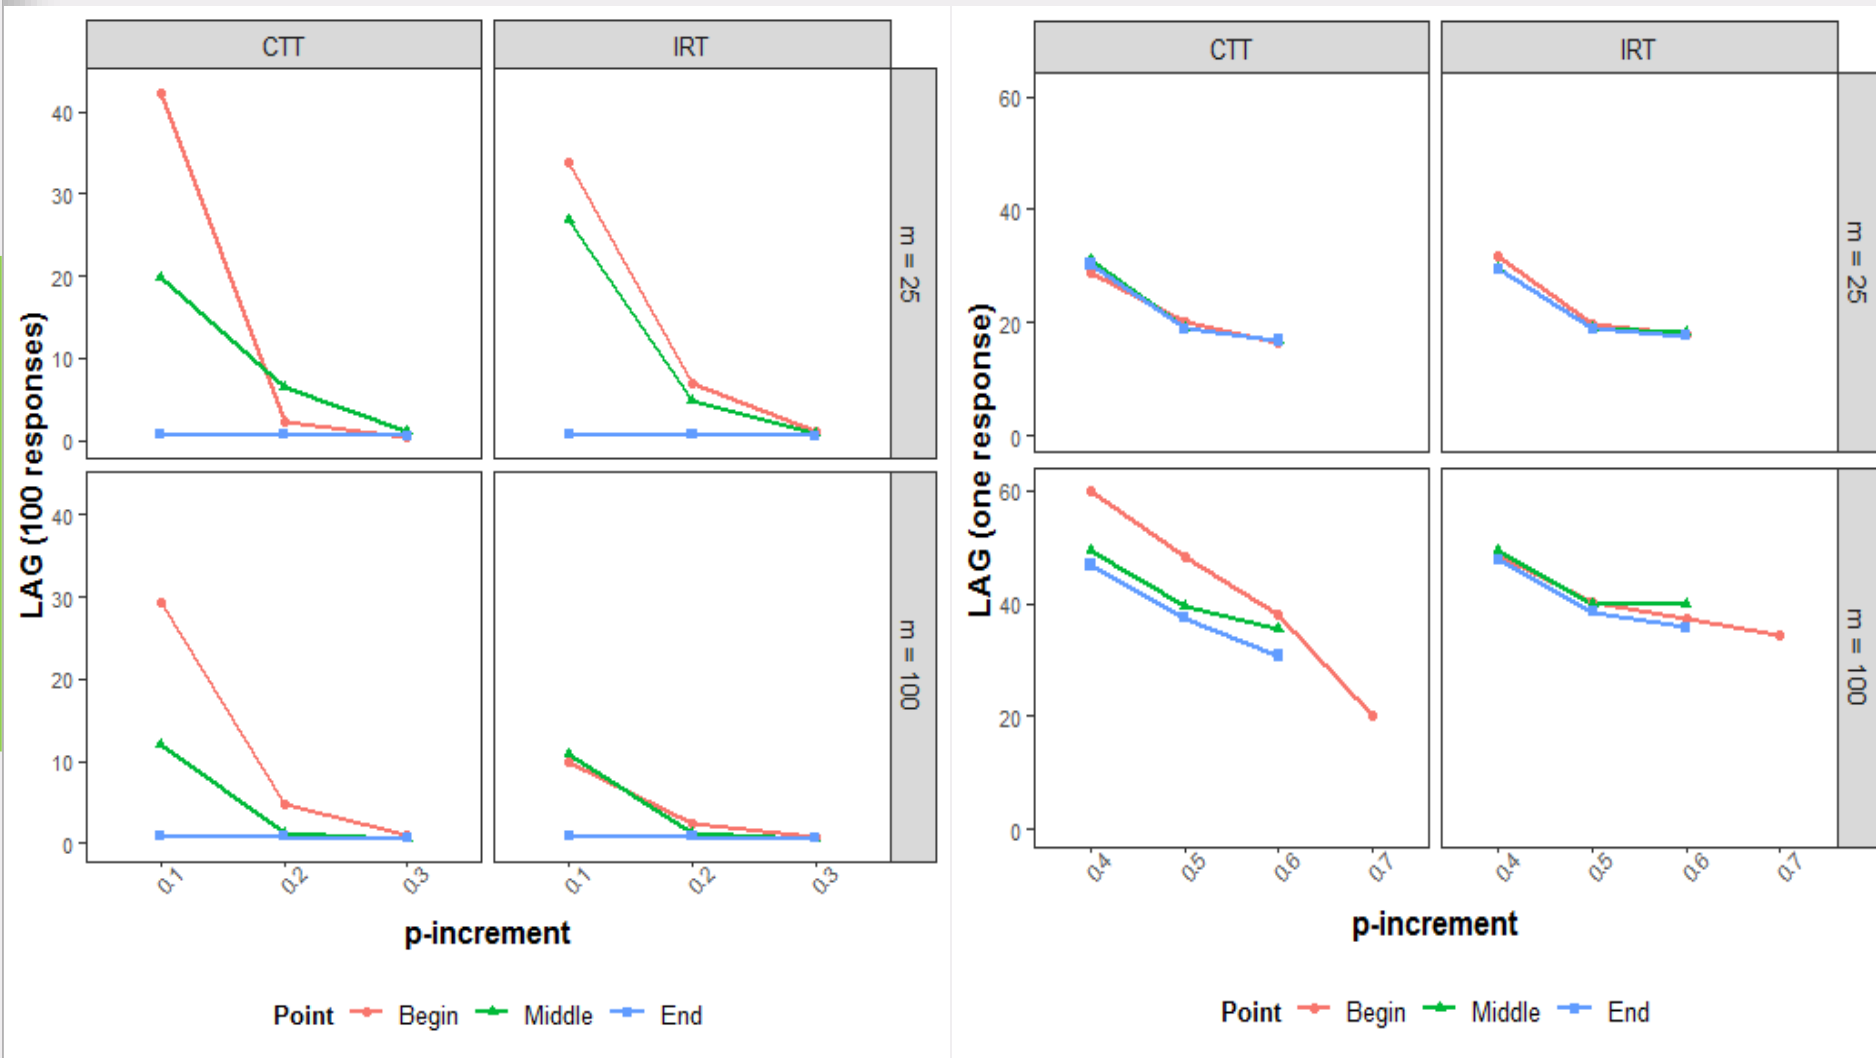 CTT IRT
40
30
20
10
0
m = 25
40
30
20
10
0
m = 100
LAG (100 responses)
0.1 0.2 0.3 0.1 0.2 0.3
p-increment
Point Begin Middle End
CTT IRT
60
40
20
0
m = 25
60
40
20
0
m = 100
LAG (one response)
0.4 0.5 0.6 0.7 0.4 0.5 0.6 0.7
p-increment
Point Begin Middle End